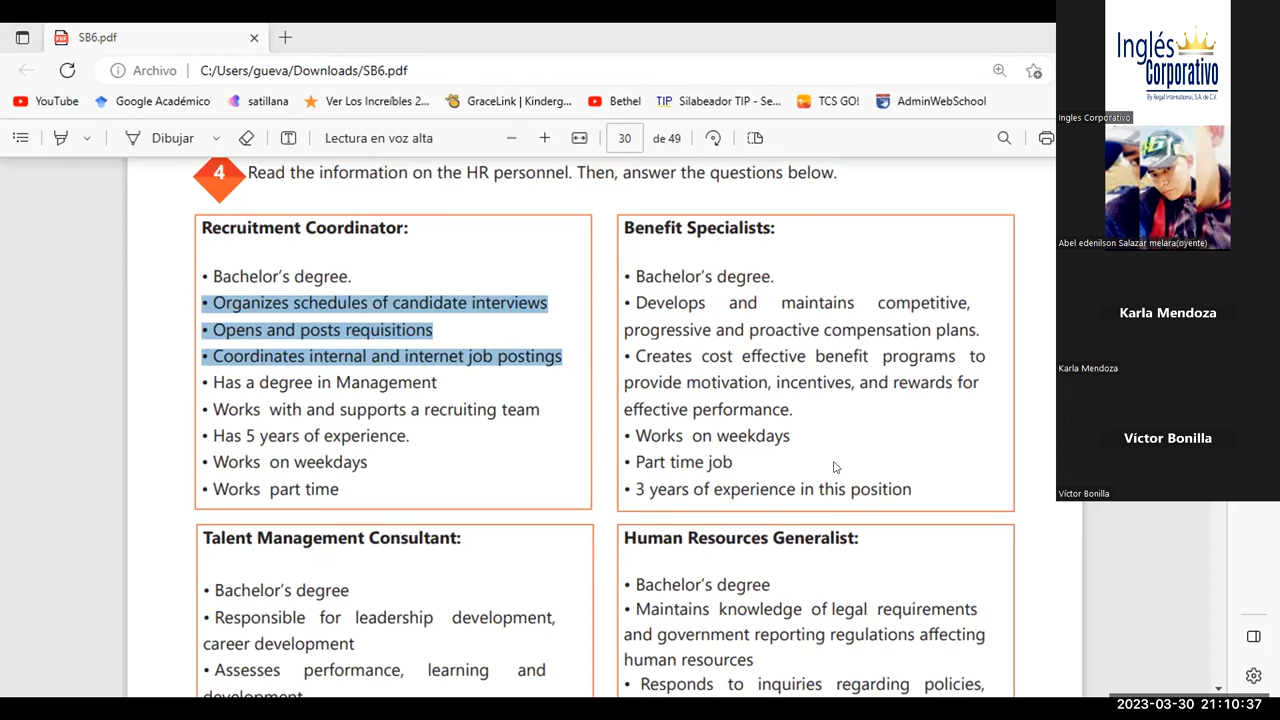 SB6.pdf
Archivo
C:/Users/gueva/Downloads/SB6.pdf
YouTube
Google Académico
satillana
Ver Los Increíbles 2...
GraceLink | Kinderg...
Bethel
TIP Silabeador TIP - Se...
TCS GO!
AdminWebSchool
Dibujar
Lectura en voz alta
30 de 49
4 Read the information on the HR personnel. Then, answer the questions below.
Recruitment Coordinator:
• Bachelor's degree.
• Organizes schedules of candidate interviews
• Opens and posts requisitions
• Coordinates internal and internet job postings
• Has a degree in Management
• Works with and supports a recruiting team
• Has 5 years of experience.
• Works on weekdays
• Works part time
Benefit Specialists:
• Bachelor's degree.
• Develops and maintains competitive,
progressive and proactive compensation plans.
• Creates cost effective benefit programs to
provide motivation, incentives, and rewards for
effective performance.
• Works on weekdays
• Part time job
• 3 years of experience in this position
Talent Management Consultant:
• Bachelor's degree
• Responsible for leadership development,
career development
• Assesses performance, learning and
development
Human Resources Generalist:
• Bachelor's degree
• Maintains knowledge of legal requirements
and government reporting regulations affecting
human resources
• Responds to inquiries regarding policies,
Inglés
Corporativo
By Regal International, S.A. de C.V.
Ingles Corporativo
Abel edenilson Salazar melara(oyente)
Karla Mendoza
Karla Mendoza
Víctor Bonilla
Víctor Bonilla
2023-03-30 21:10:37